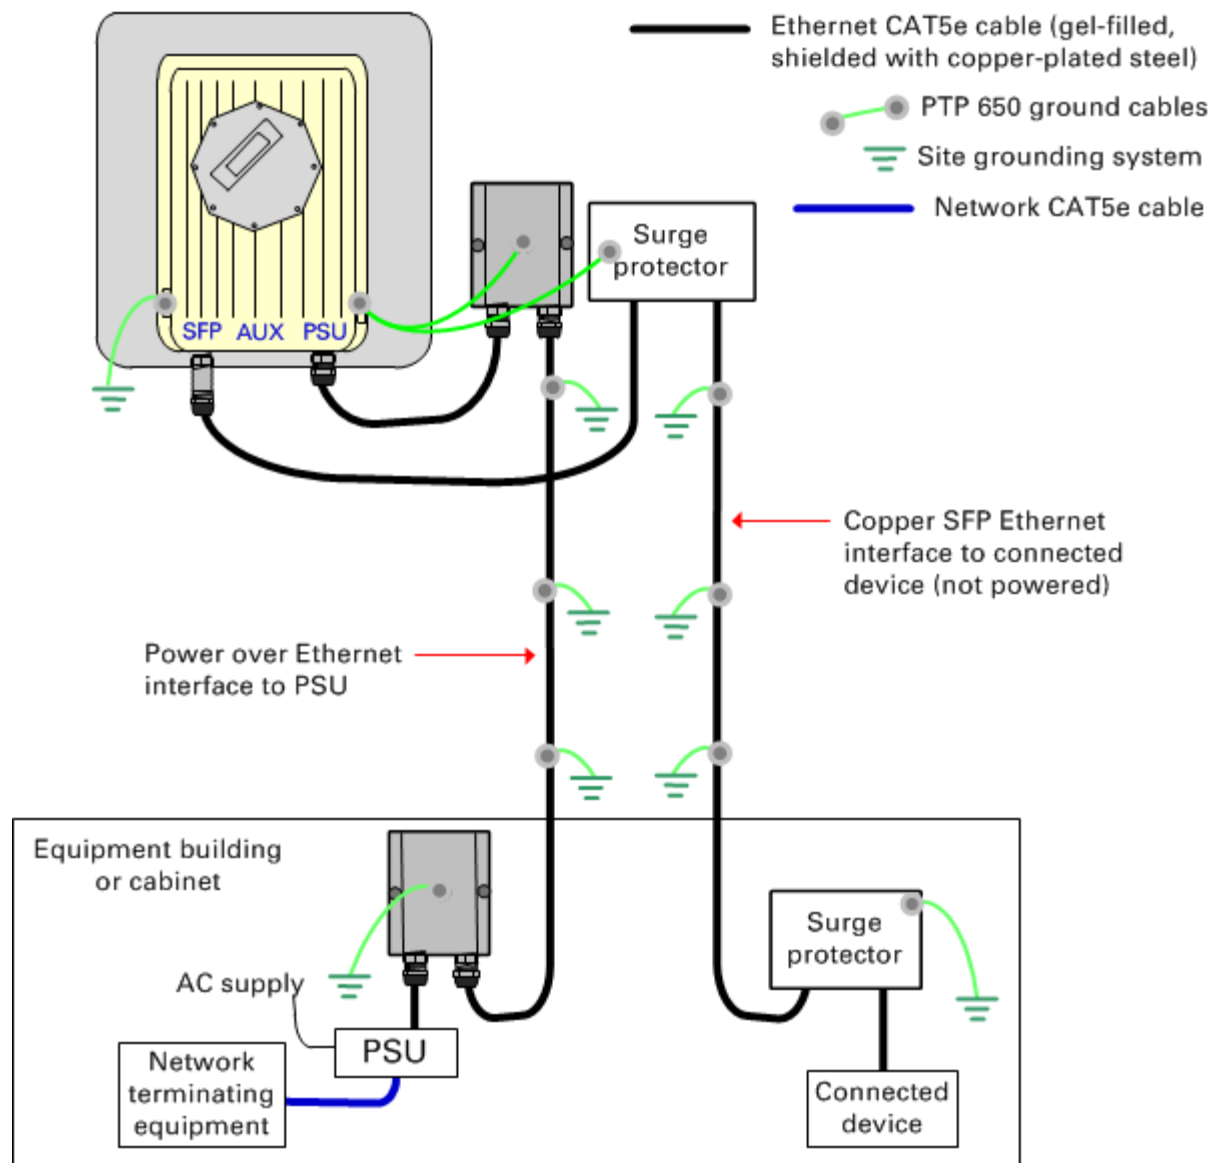 Ethernet CAT5e cable (gel-filled,
shielded with copper-plated steel)
PTP 650 ground cables
Site grounding system
Network CAT5e cable
Surge
protector
SFP AUX PSU
Copper SFP Ethernet
interface to connected
device (not powered)
Power over Ethernet
interface to PSU
Equipment building
or cabinet
Surge
protector
AC supply
PSU
Network
terminating
equipment
Connected
device